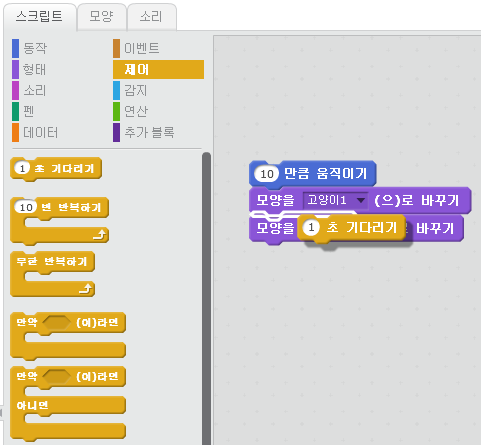 스크립트 모양 소리
동작 이벤트
형태 제어
소리 감지
펜 연산
데이터 추가 블록
1 초 기다리기
10 번 반복하기
무한 반복하기
만약 (이)라면
만약 (이)라면
아니면
10 만큼 움직이기
모양을 고양이1 (으)로 바꾸기
모양을 바꾸기
1 초 기다리기